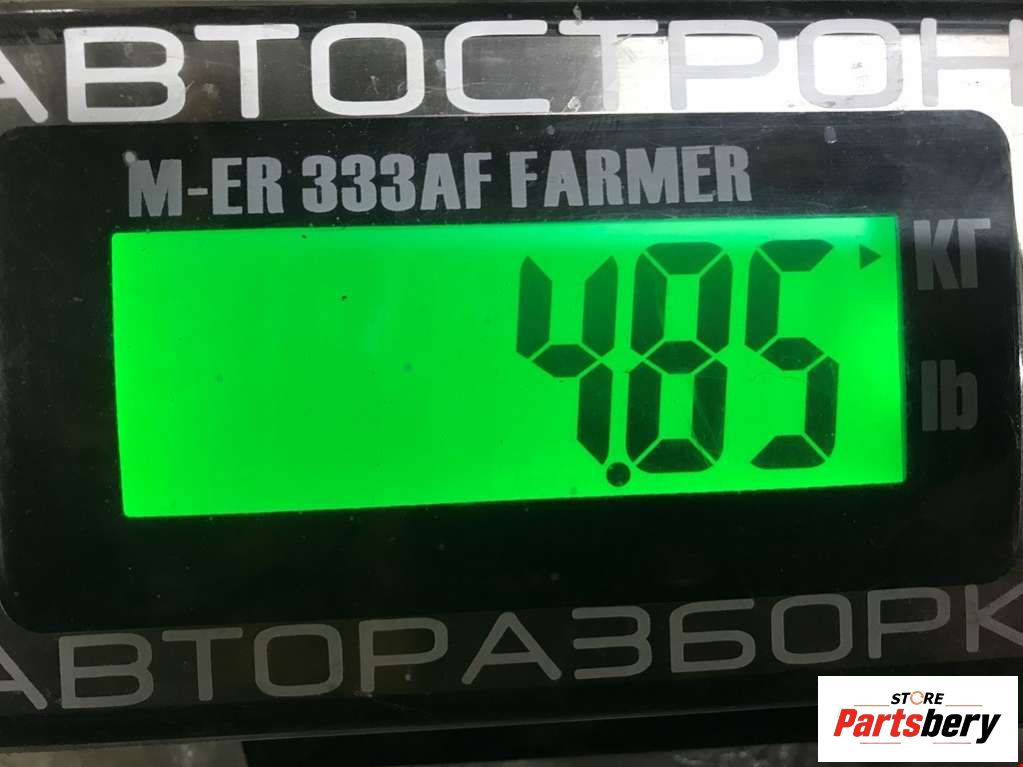 АВТОСТРОН
M-ER 333AF FARMER
4.85
КГ
lb
АВТОРАЗБОРК
STORE
Partsbery